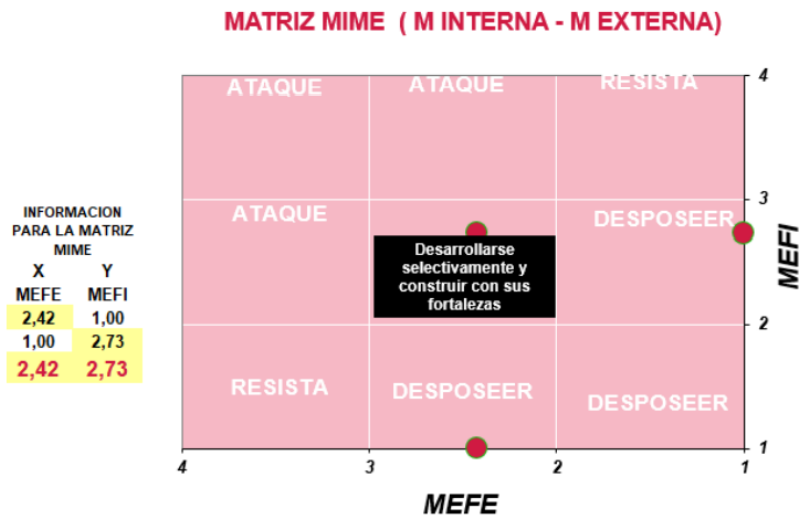 MATRIZ MIME ( M INTERNA - M EXTERNA)
ATAQUE ATAQUE RESISTA
4
3
2
1
MEFI
ATAQUE DESPOSEER
Desarrollarse
selectivamente y
construir con sus
fortalezas
RESISTA DESPOSEER DESPOSEER
4 3 2 1
MEFE
INFORMACION
PARA LA MATRIZ
MIME
X Y
MEFE MEFI
2,42 1,00
1,00 2,73
2,42 2,73